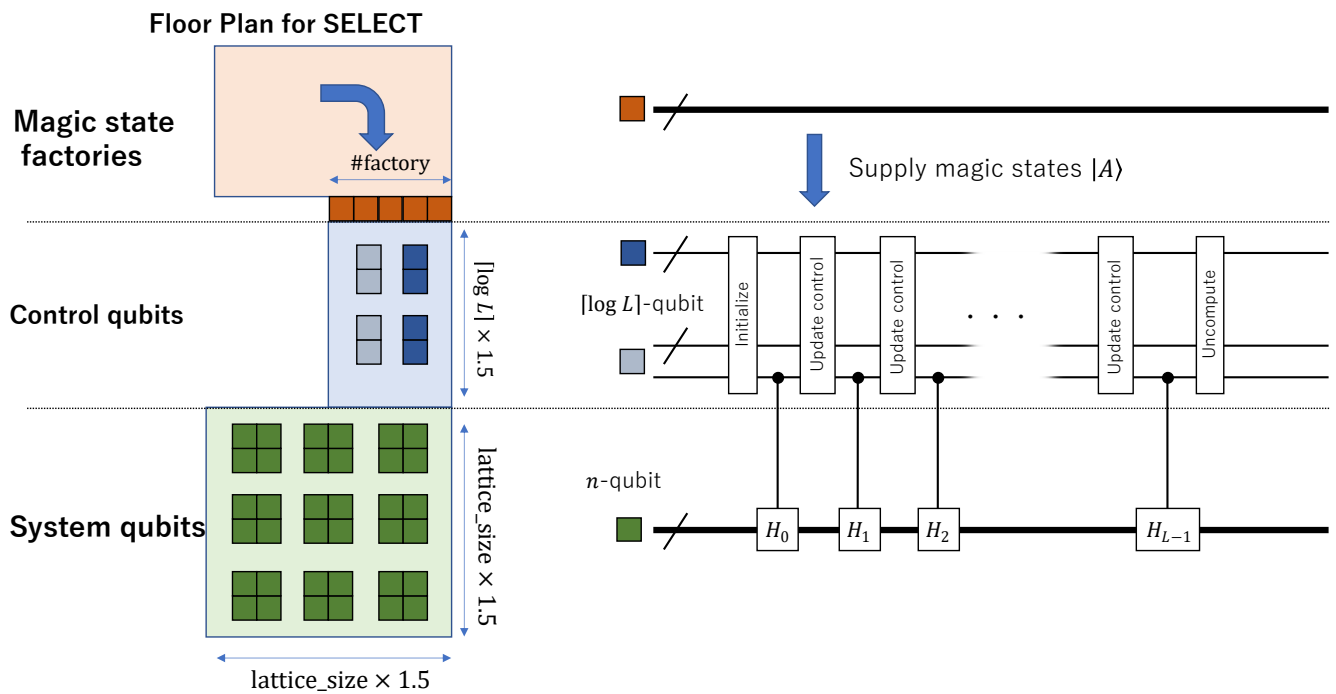 Floor Plan for SELECT
Magic state
factories
#factory
Supply magic states |A⟩
Control qubits
⌈log L⌉ × 1.5
⌈log L⌉-qubit
Initialize
Update control
Update control
. . .
Update control
Uncompute
System qubits
lattice_size × 1.5
lattice_size × 1.5
n-qubit
H₀
H₁
H₂
H_{L−1}